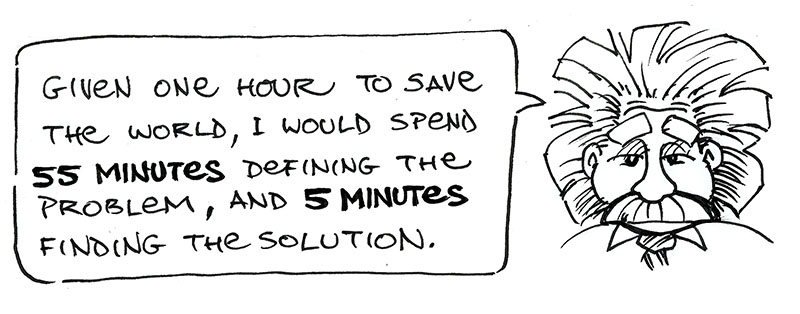 GIVEN ONE HOUR TO SAVE
THE WORLD, I WOULD SPEND
55 MINUTES DEFINING THE
PROBLEM, AND 5 MINUTES
FINDING THE SOLUTION.